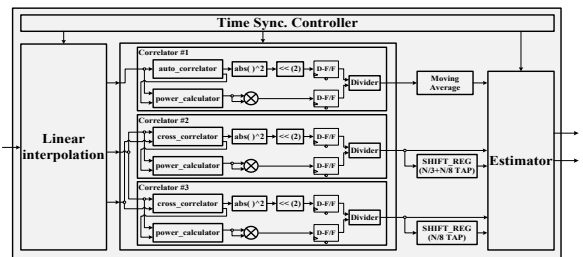 Time Sync. Controller
Linear
interpolation
Correlator #1
auto_correlator
abs( )^2
<< (2)
D-F/F
power_calculator
D-F/F
Divider
Moving
Average
Correlator #2
cross_correlator
abs( )^2
<< (2)
D-F/F
power_calculator
D-F/F
Divider
SHIFT_REG
(N/3+N/8 TAP)
Correlator #3
cross_correlator
abs( )^2
<< (2)
D-F/F
power_calculator
D-F/F
Divider
SHIFT_REG
(N/8 TAP)
Estimator